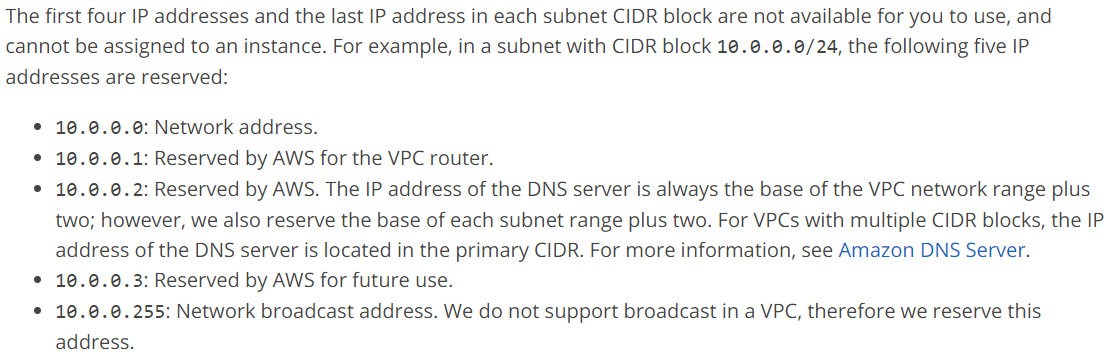 The first four IP addresses and the last IP address in each subnet CIDR block are not available for you to use, and
cannot be assigned to an instance. For example, in a subnet with CIDR block 10.0.0.0/24, the following five IP
addresses are reserved:
• 10.0.0.0: Network address.
• 10.0.0.1: Reserved by AWS for the VPC router.
• 10.0.0.2: Reserved by AWS. The IP address of the DNS server is always the base of the VPC network range plus
two; however, we also reserve the base of each subnet range plus two. For VPCs with multiple CIDR blocks, the IP
address of the DNS server is located in the primary CIDR. For more information, see Amazon DNS Server.
• 10.0.0.3: Reserved by AWS for future use.
• 10.0.0.255: Network broadcast address. We do not support broadcast in a VPC, therefore we reserve this
address.